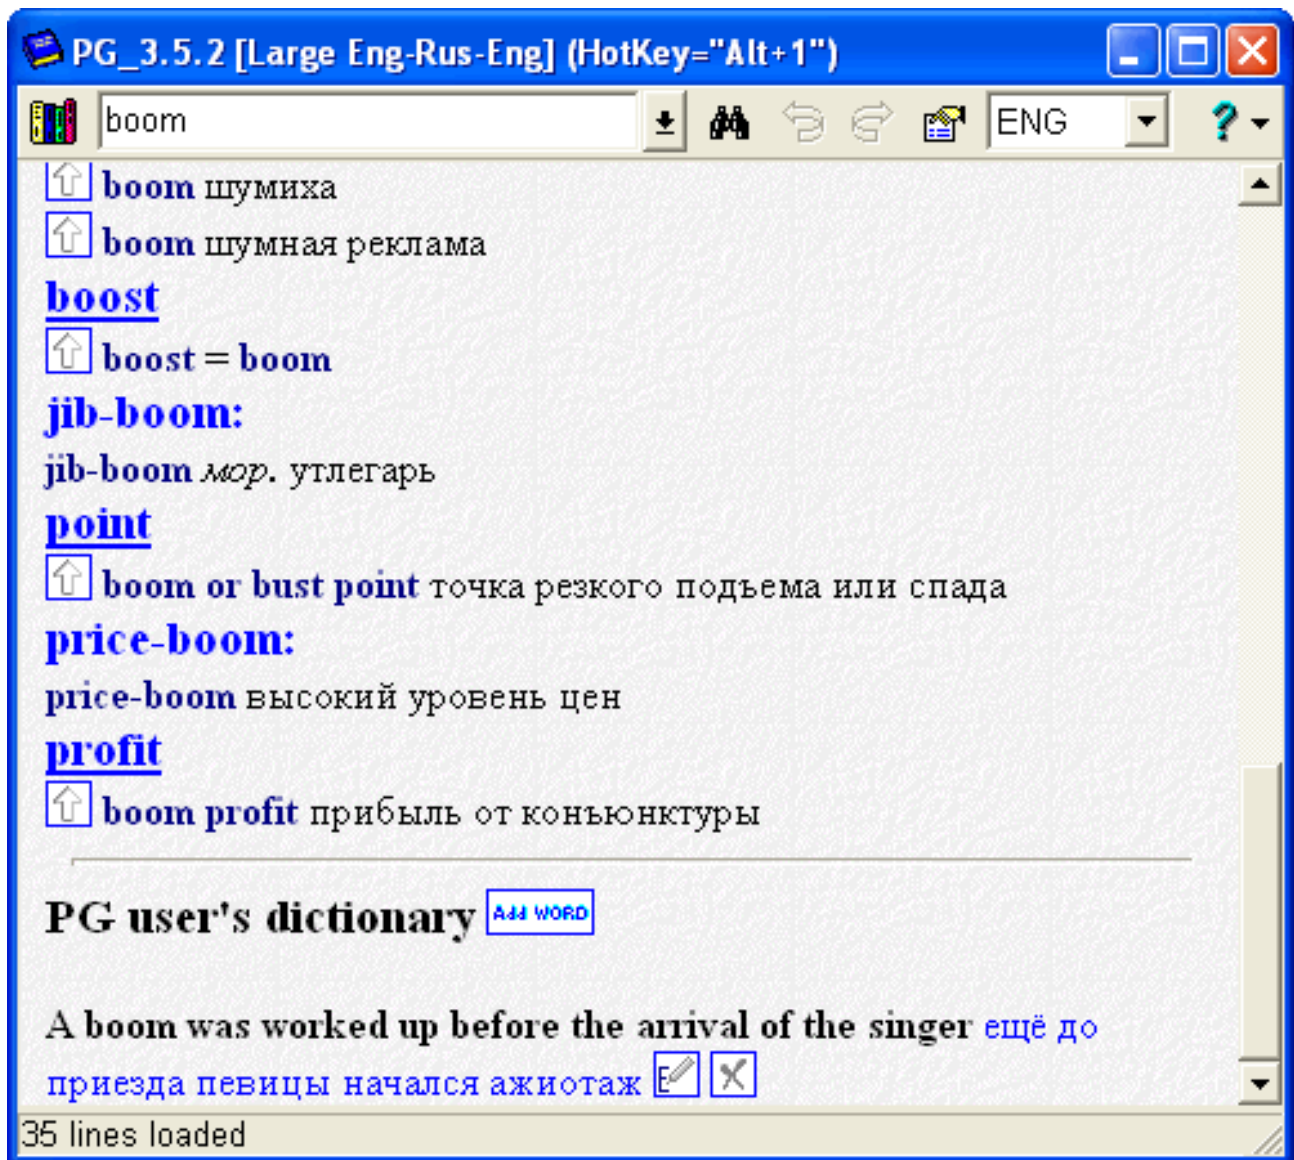 PG_3.5.2 [Large Eng-Rus-Eng] (HotKey="Alt+1")
boom ENG ?
boom шумиха
boom шумная реклама
boost
boost = boom
jib-boom:
jib-boom мор. утлегарь
point
boom or bust point точка резкого подъема или спада
price-boom:
price-boom высокий уровень цен
profit
boom profit прибыль от конъюнктуры
PG user's dictionary Add WORD
A boom was worked up before the arrival of the singer ещё до
приезда певицы начался ажиотаж
35 lines loaded